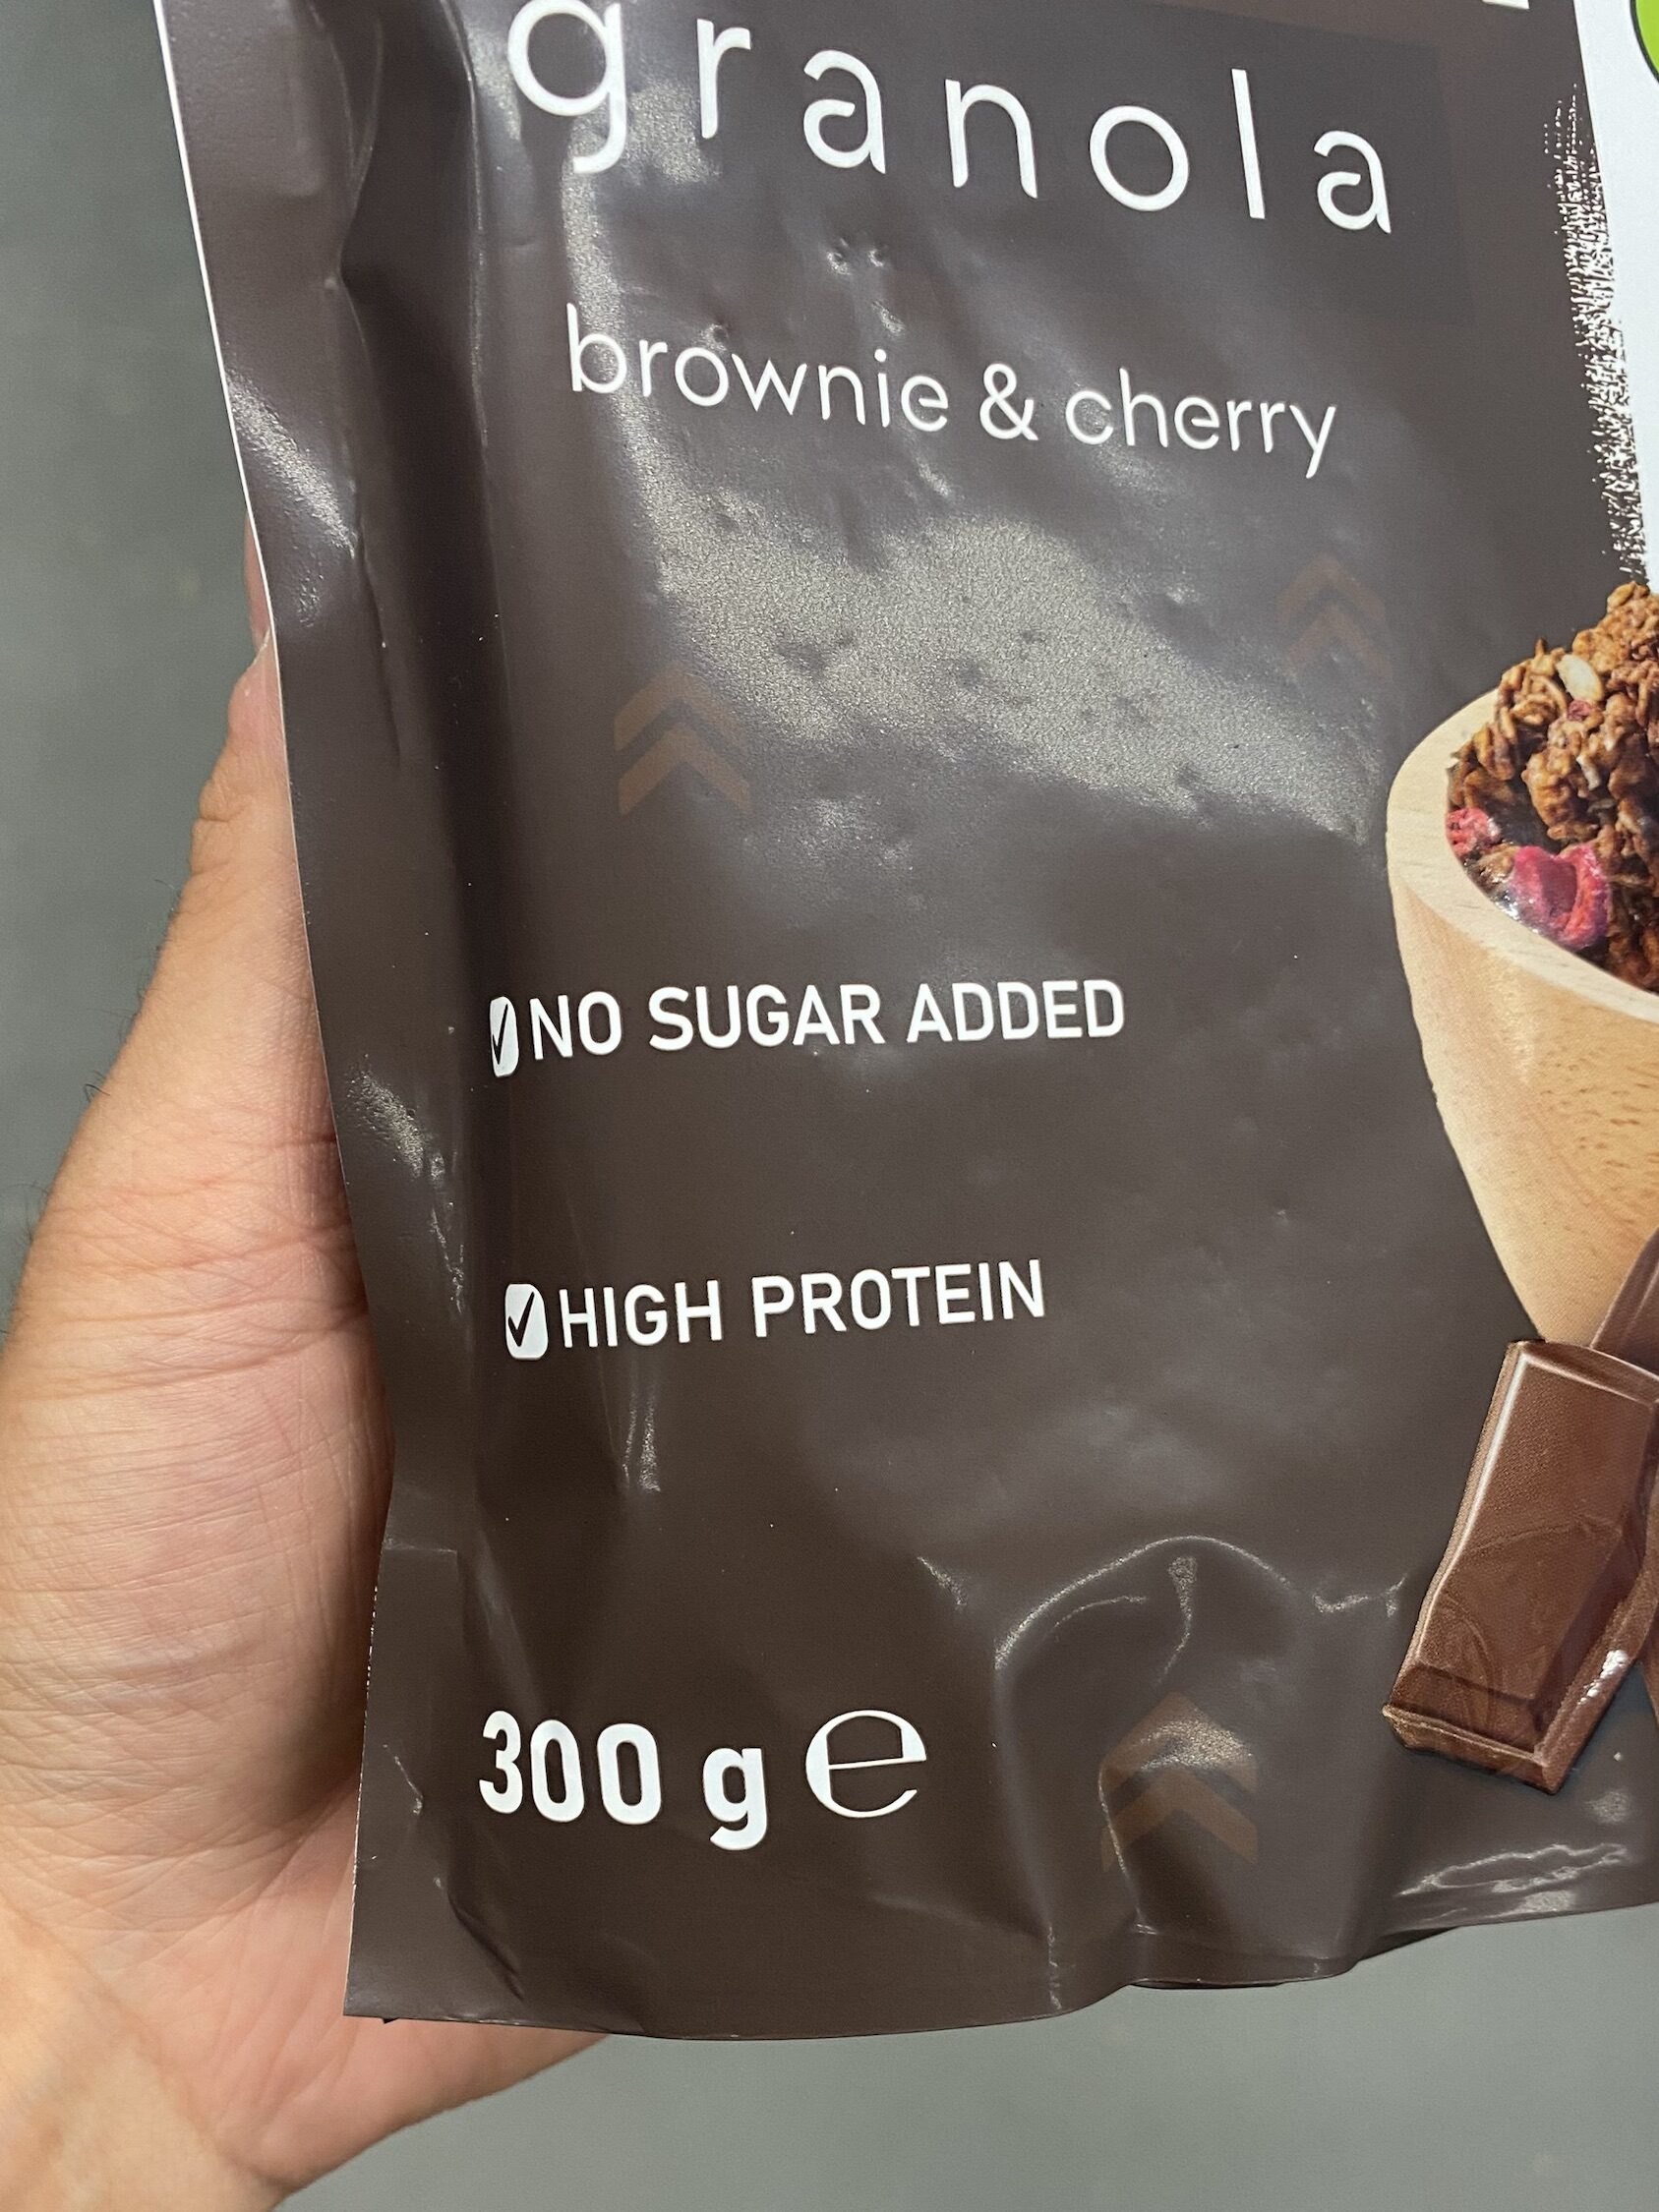 granola
brownie & cherry
NO SUGAR ADDED
HIGH PROTEIN
300 g ℮